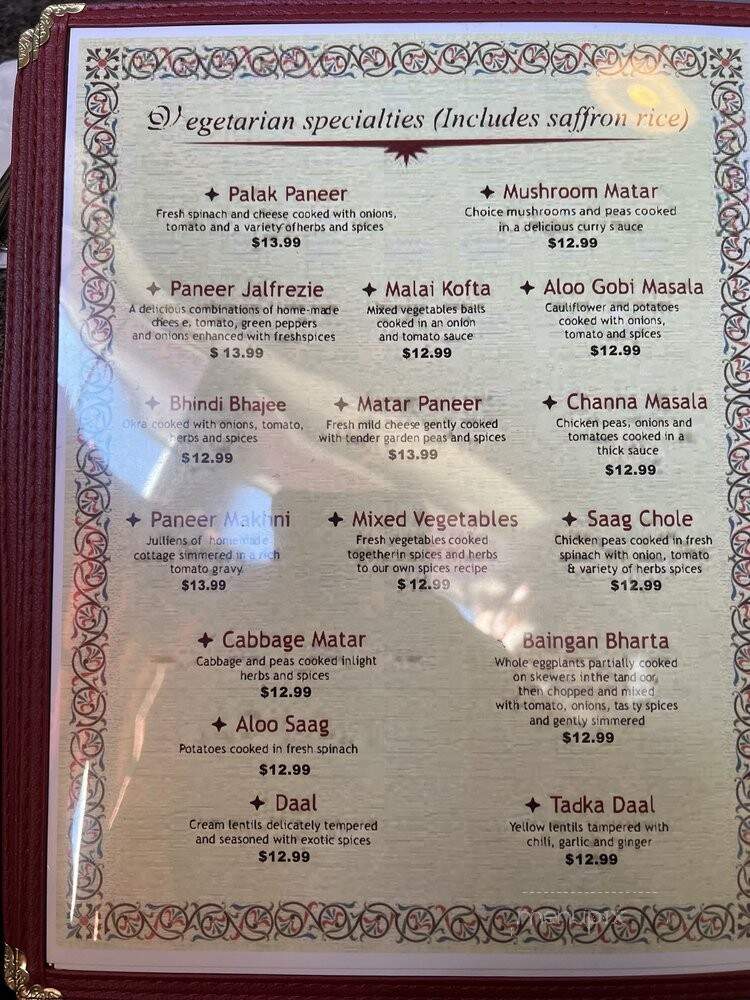 Vegetarian specialties (Includes saffron rice)
Palak Paneer
Fresh spinach and cheese cooked with onions,
tomato and a variety of herbs and spices
$13.99
Mushroom Matar
Choice mushrooms and peas cooked
in a delicious curry s auce
$12.99
Paneer Jalfrezie
A delicious combinations of home-made
chees e, tomato, green peppers
and onions enhanced with freshspices
$ 13.99
Malai Kofta
Mixed vegetables balls
cooked in an onion
and tomato sauce
$12.99
Aloo Gobi Masala
Cauliflower and potatoes
cooked with onions,
tomato and spices
$12.99
Bhindi Bhajee
Okra cooked with onions, tomato,
herbs and spices
$12.99
Matar Paneer
Fresh mild cheese gently cooked
with tender garden peas and spices
$13.99
Channa Masala
Chicken peas, onions and
tomatoes cooked in a
thick sauce
$12.99
Paneer Makhni
Julliens of homemade
cottage simmered in a rich
tomato gravy
$13.99
Mixed Vegetables
Fresh vegetables cooked
togetherin spices and herbs
to our own spices recipe
$12.99
Saag Chole
Chicken peas cooked in fresh
spinach with onion, tomato
& variety of herbs spices
$12.99
Cabbage Matar
Cabbage and peas cooked inlight
herbs and spices
$12.99
Baingan Bharta
Whole eggplants partially cooked
on skewers inthe tand oor,
then chopped and mixed
with tomato, onions, tas ty spices
and gently simmered
$12.99
Aloo Saag
Potatoes cooked in fresh spinach
$12.99
Daal
Cream lentils delicately tempered
and seasoned with exotic spices
$12.99
Tadka Daal
Yellow lentils tampered with
chili, garlic and ginger
$12.99